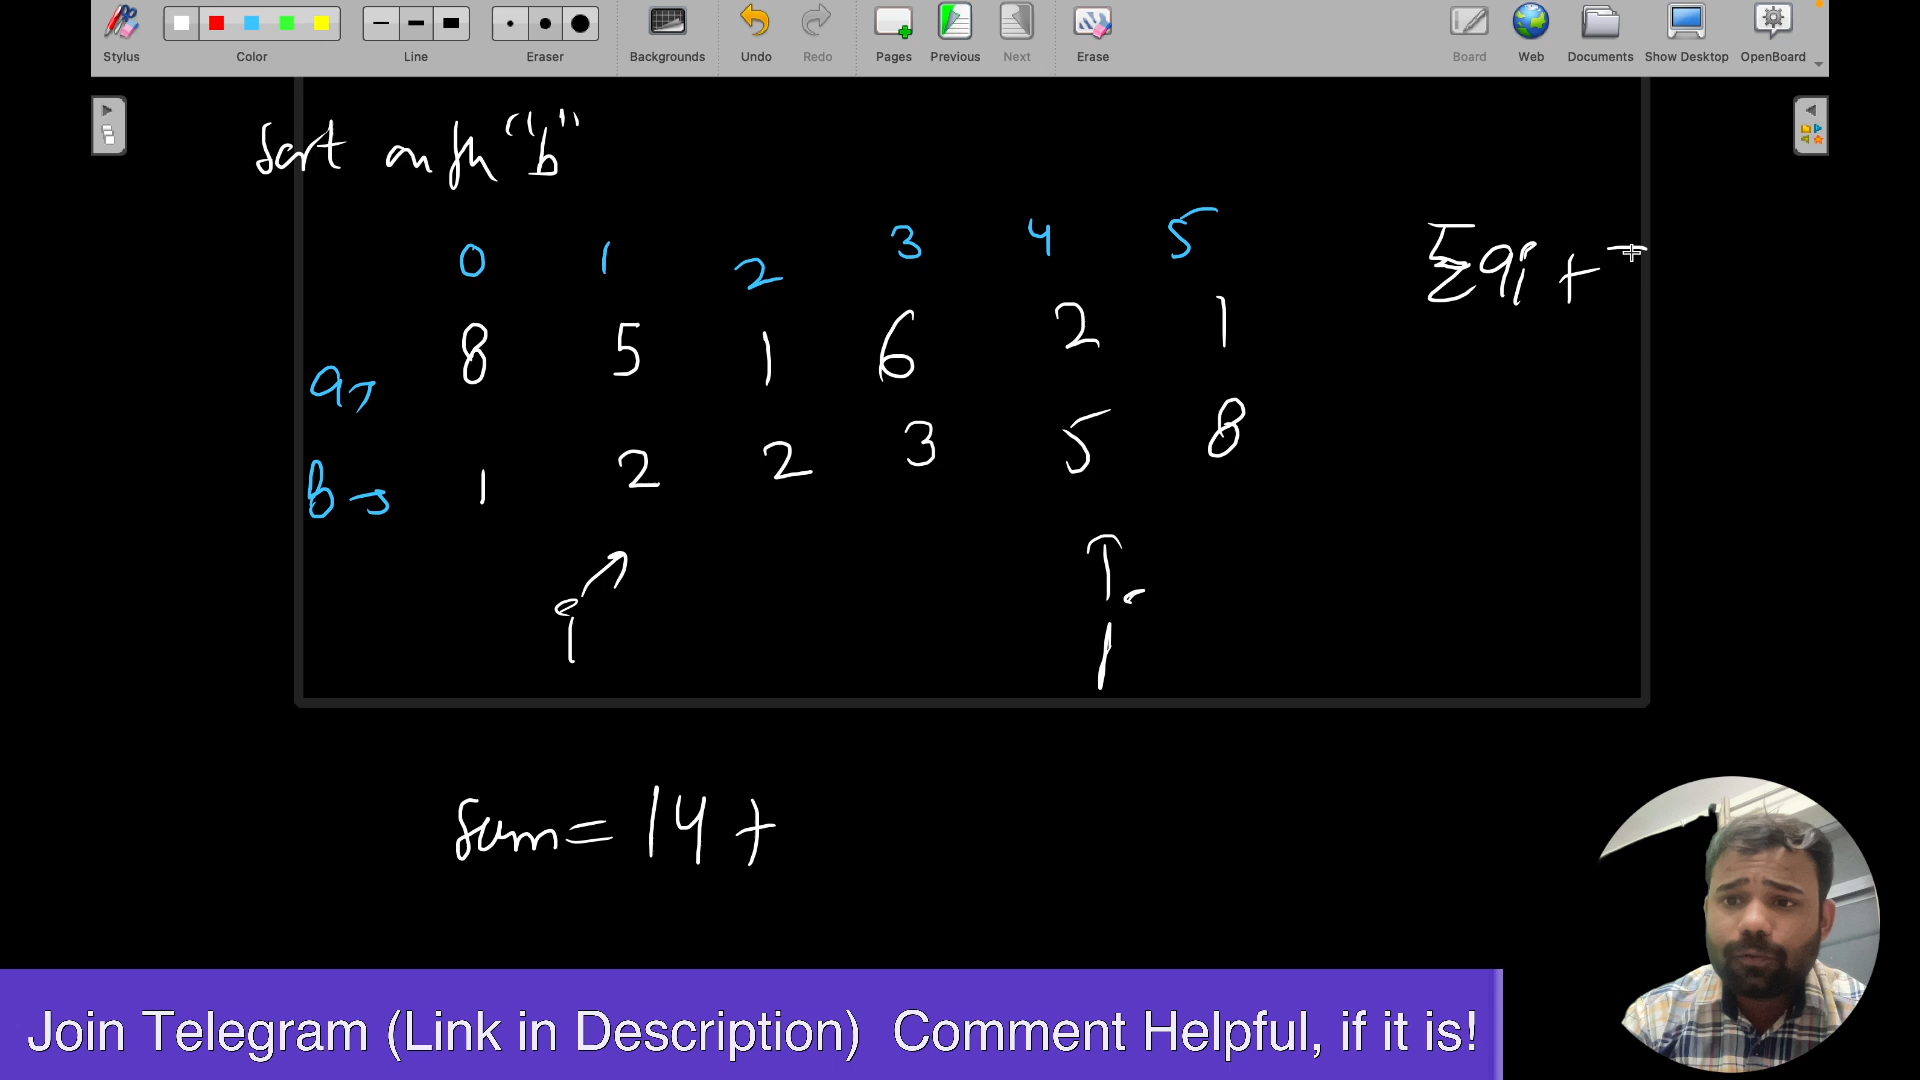 Stylus Color Line Eraser Backgrounds Undo Redo Pages Previous Next Erase Board Web Documents Show Desktop OpenBoard
Sort on "b"
0 1 2 3 4 5
Σai +
a→ 8 5 1 6 2 1
b→ 1 2 2 3 5 8
i
Sum = 14 +
Join Telegram (Link in Description) Comment Helpful, if it is!